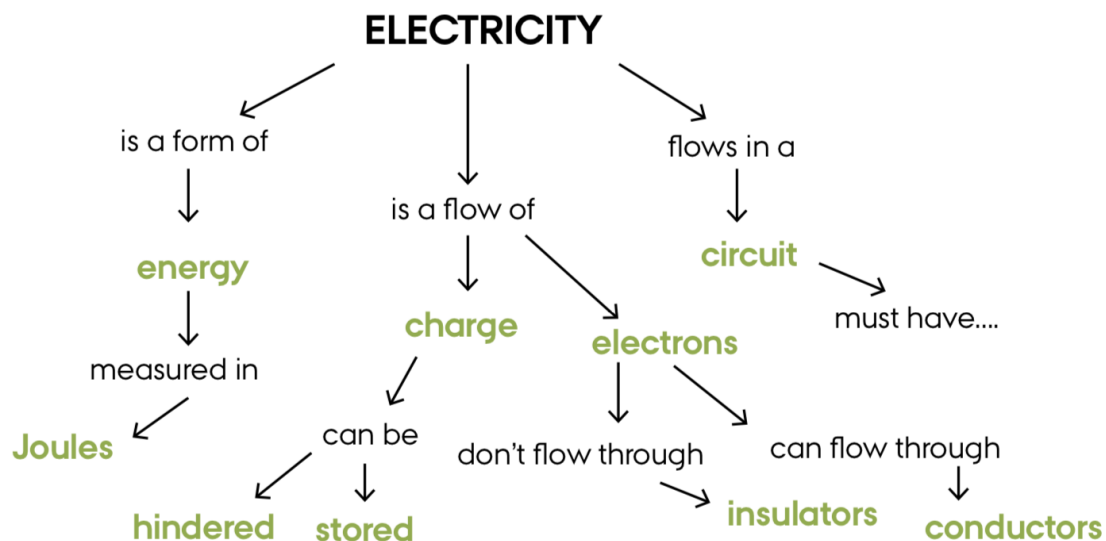 ELECTRICITY
is a form of
flows in a
is a flow of
circuit
energy
must have....
charge
electrons
measured in
can be
Joules
don't flow through
can flow through
insulators
hindered
stored
conductors